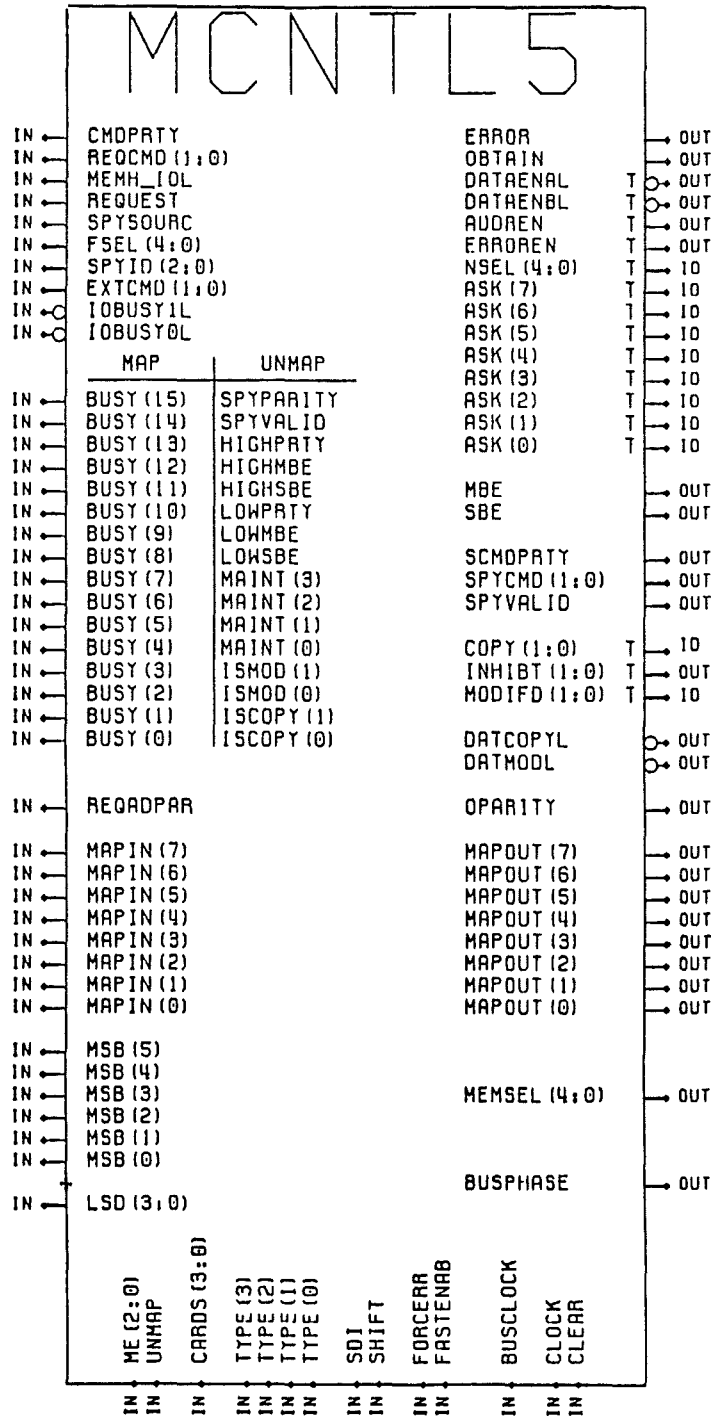 MCNTL5
IN CMDPRTY ERROR OUT
IN REQCMD (1:0) OBTAIN OUT
IN MEMH_IOL DATAENAL T OUT
IN REQUEST DATAENBL T OUT
IN SPYSOURC AUDREN T OUT
IN FSEL (4:0) ERROREN T OUT
IN SPYID (2:0) NSEL (4:0) T IO
IN EXTCMD (1:0) ASK (7) T IO
IN IOBUSY1L ASK (6) T IO
IN IOBUSY0L ASK (5) T IO
MAP UNMAP ASK (4) T IO
ASK (3) T IO
IN BUSY (15) SPYPARITY ASK (2) T IO
IN BUSY (14) SPYVALID ASK (1) T IO
IN BUSY (13) HIGHPRTY ASK (0) T IO
IN BUSY (12) HIGHMBE
IN BUSY (11) HIGHSBE MBE OUT
IN BUSY (10) LOWPRTY SBE OUT
IN BUSY (9) LOWMBE
IN BUSY (8) LOWSBE SCMDPRTY OUT
IN BUSY (7) MAINT (3) SPYCMD (1:0) OUT
IN BUSY (6) MAINT (2) SPYVALID OUT
IN BUSY (5) MAINT (1)
IN BUSY (4) MAINT (0) COPY (1:0) T IO
IN BUSY (3) ISMOD (1) INHIBT (1:0) T OUT
IN BUSY (2) ISMOD (0) MODIFD (1:0) T IO
IN BUSY (1) ISCOPY (1)
IN BUSY (0) ISCOPY (0) DATCOPYL OUT
DATMODL OUT
IN REQADPAR OPARITY OUT
IN MAPIN (7) MAPOUT (7) OUT
IN MAPIN (6) MAPOUT (6) OUT
IN MAPIN (5) MAPOUT (5) OUT
IN MAPIN (4) MAPOUT (4) OUT
IN MAPIN (3) MAPOUT (3) OUT
IN MAPIN (2) MAPOUT (2) OUT
IN MAPIN (1) MAPOUT (1) OUT
IN MAPIN (0) MAPOUT (0) OUT
IN MSB (5)
IN MSB (4)
IN MSB (3) MEMSEL (4:0) OUT
IN MSB (2)
IN MSB (1)
IN MSB (0)
BUSPHASE OUT
IN LSD (3:0)
IN ME (2:0)
IN UNMAP
IN CARDS (3:0)
IN TYPE (3)
IN TYPE (2)
IN TYPE (1)
IN TYPE (0)
IN SDI
IN SHIFT
IN FORCERR
IN FASTENAB
IN BUSCLOCK
IN CLOCK
IN CLEAR